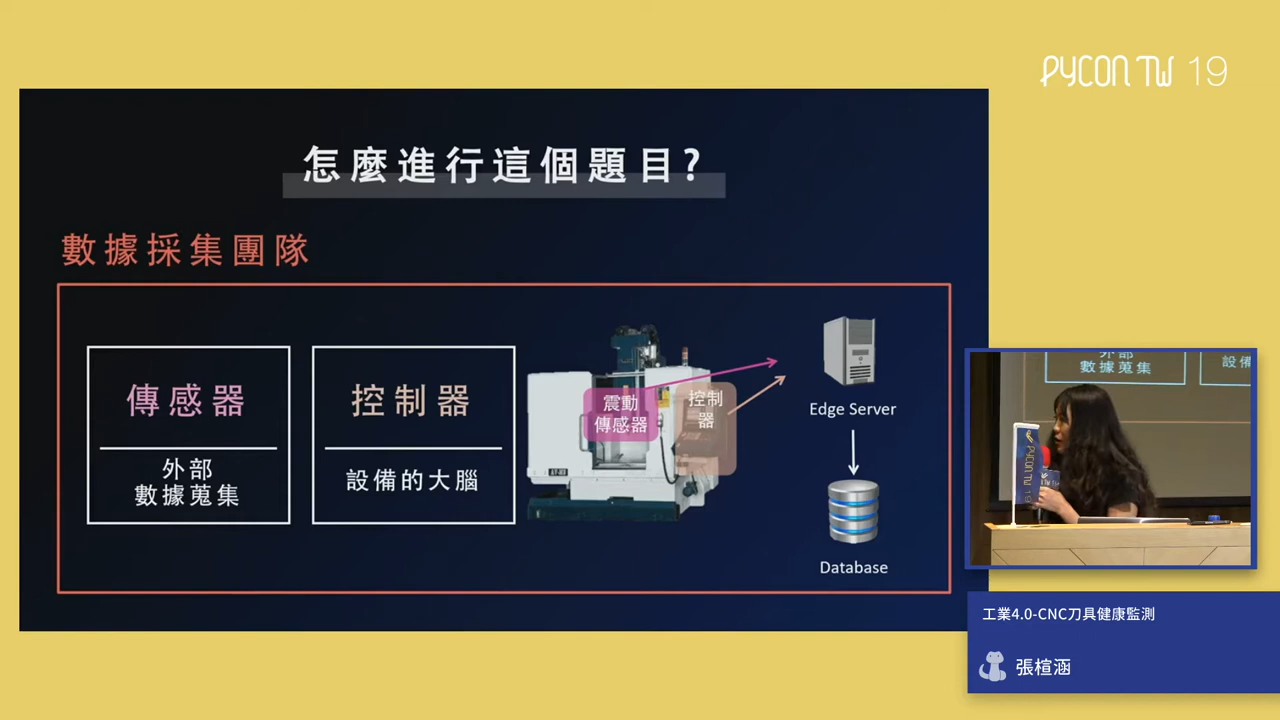 PYCON TW 19
怎麼進行這個題目?
數據採集團隊
傳感器
外部
數據蒐集
控制器
設備的大腦
震動
傳感器
控制
器
Edge Server
Database
外部
數據蒐集
設備
PYCON TW 19
工業4.0-CNC刀具健康監測
張楦涵